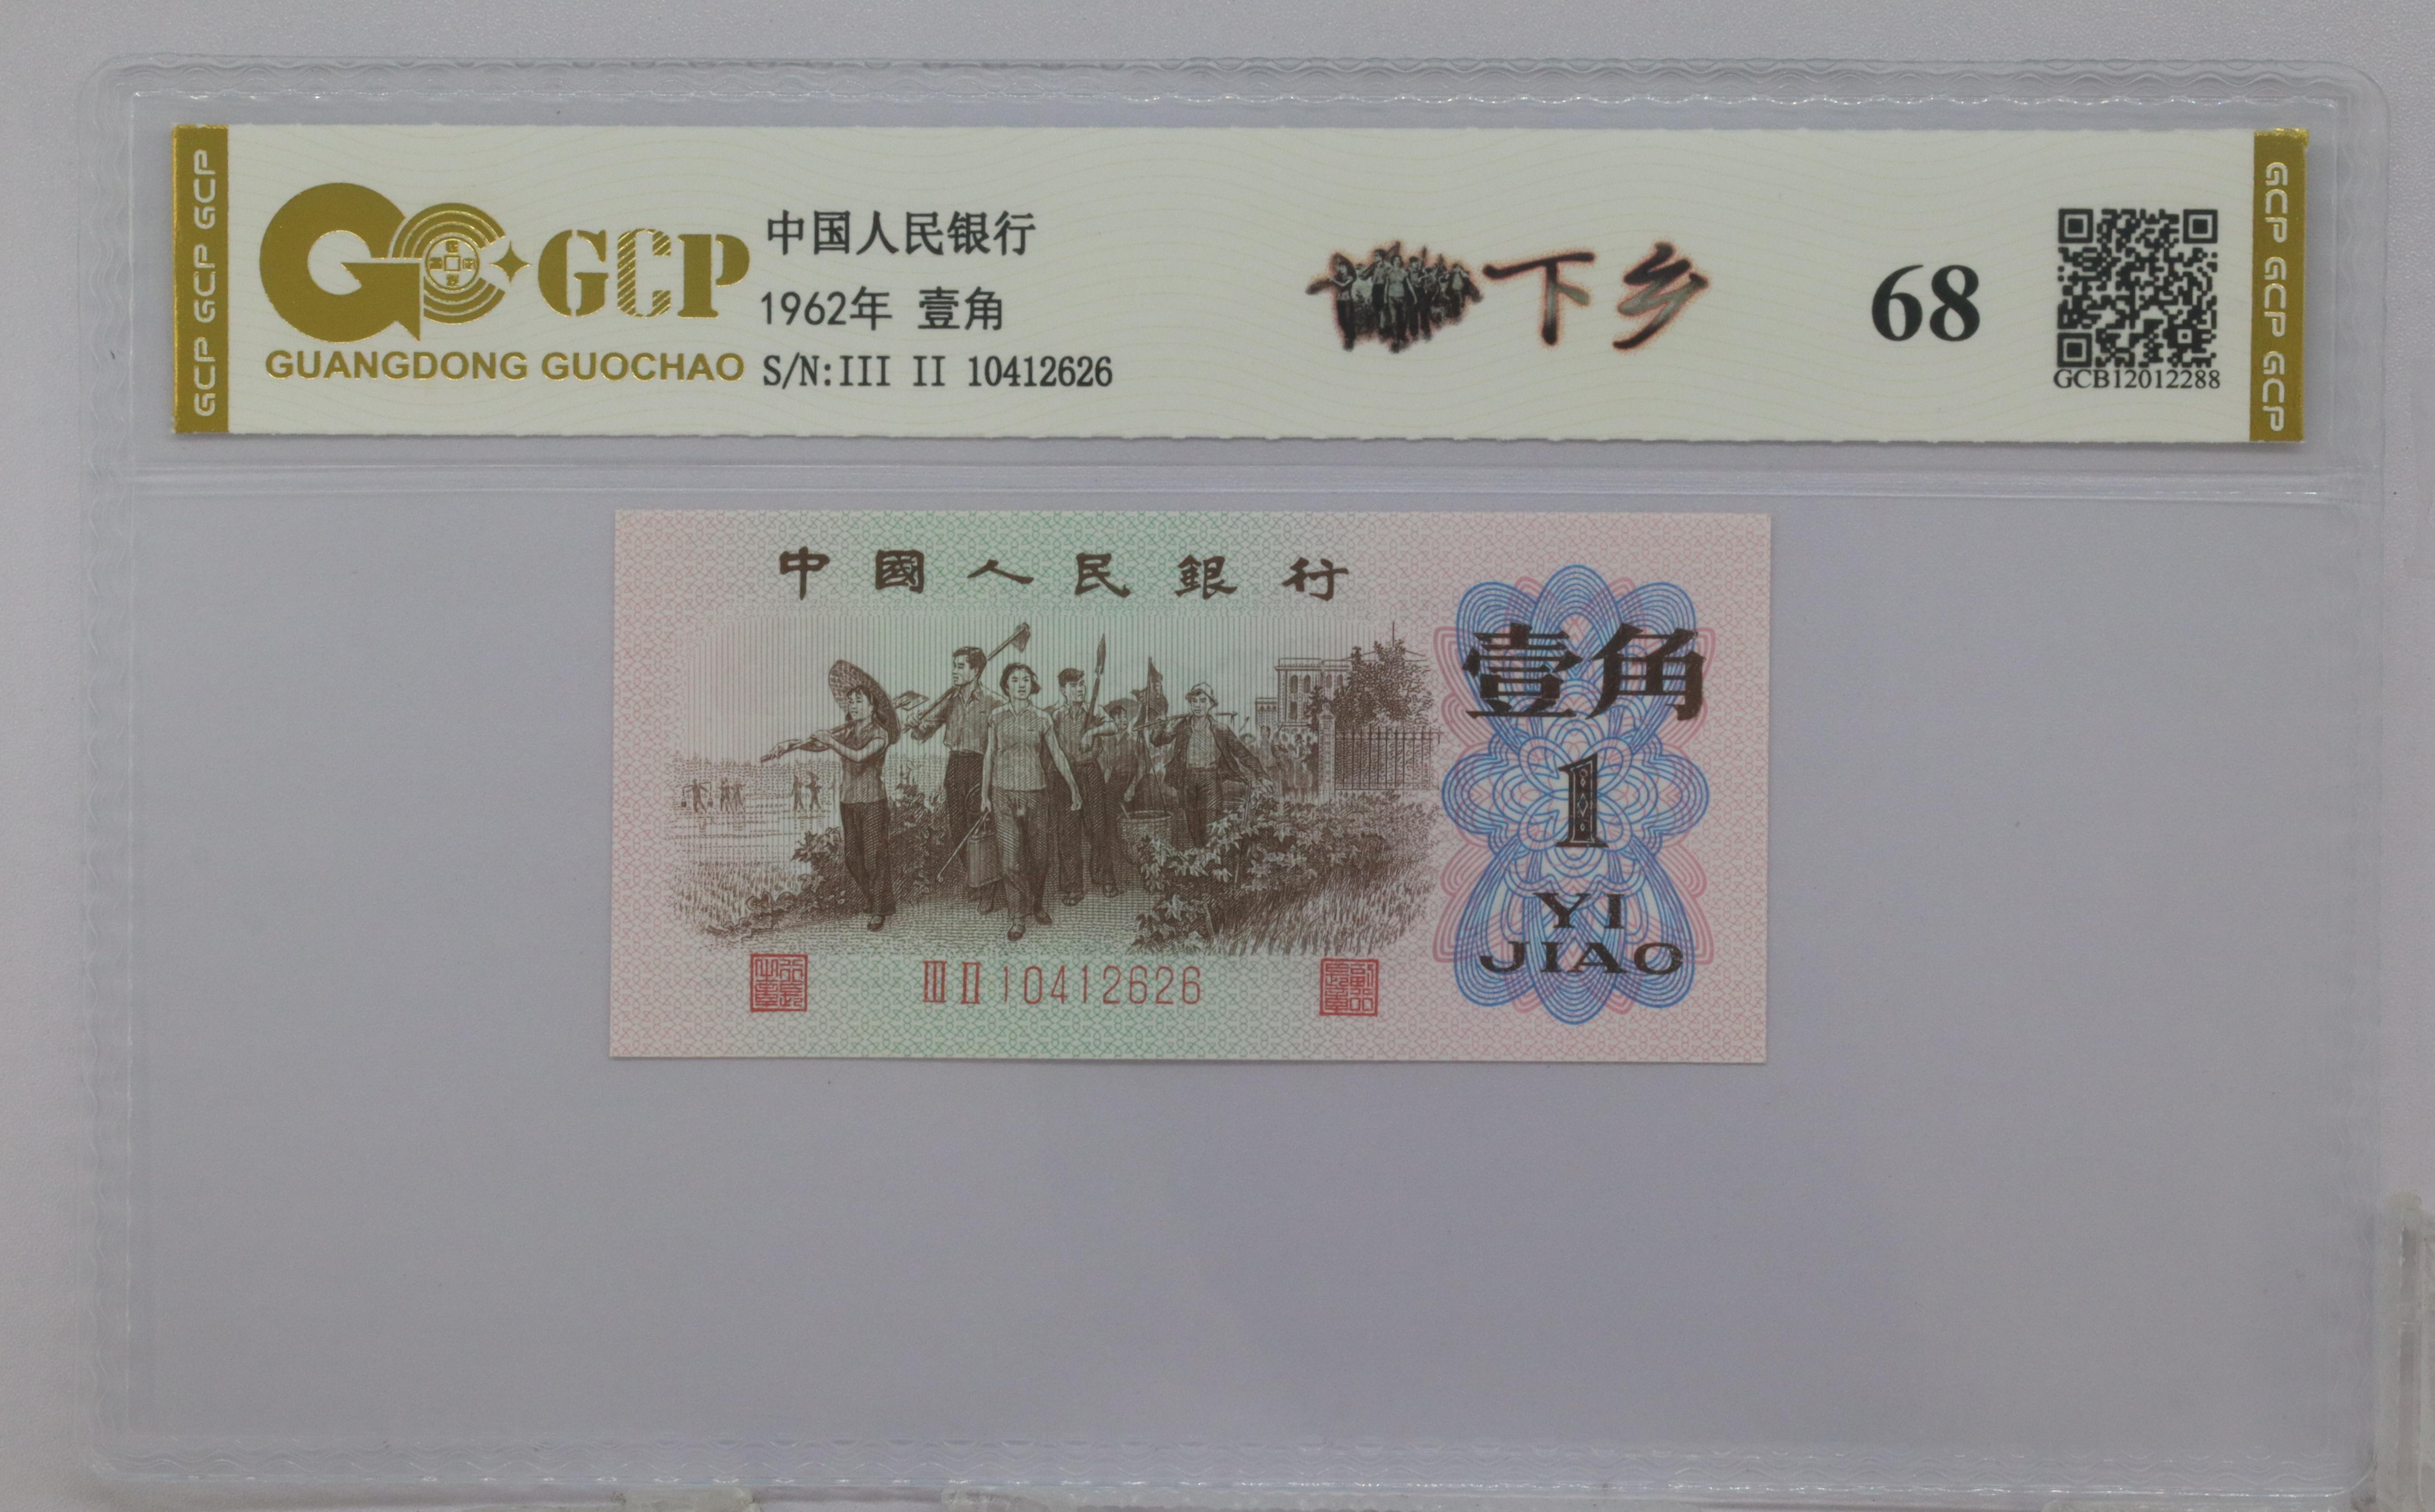 GCP GCP GCP
GCP
GUANGDONG GUOCHAO
中国人民银行
1962年 壹角
S/N:III II 10412626
下乡
68
GCB12012288
GCP GCP GCP
中國人民銀行
壹角
1
YI
JIAO
III II 10412626